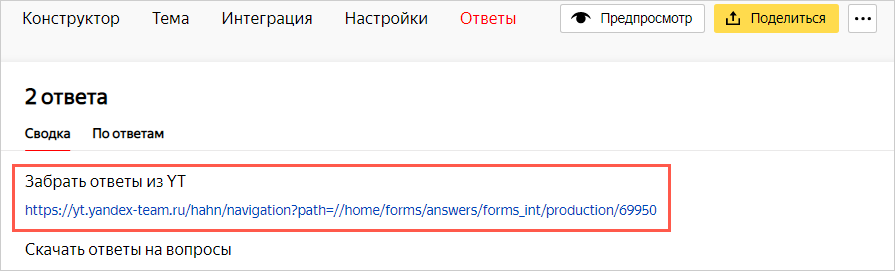 Конструктор Тема Интеграция Настройки Ответы Предпросмотр Поделиться
2 ответа
Сводка По ответам
Забрать ответы из YT
https://yt.yandex-team.ru/hahn/navigation?path=//home/forms/answers/forms_int/production/69950
Скачать ответы на вопросы